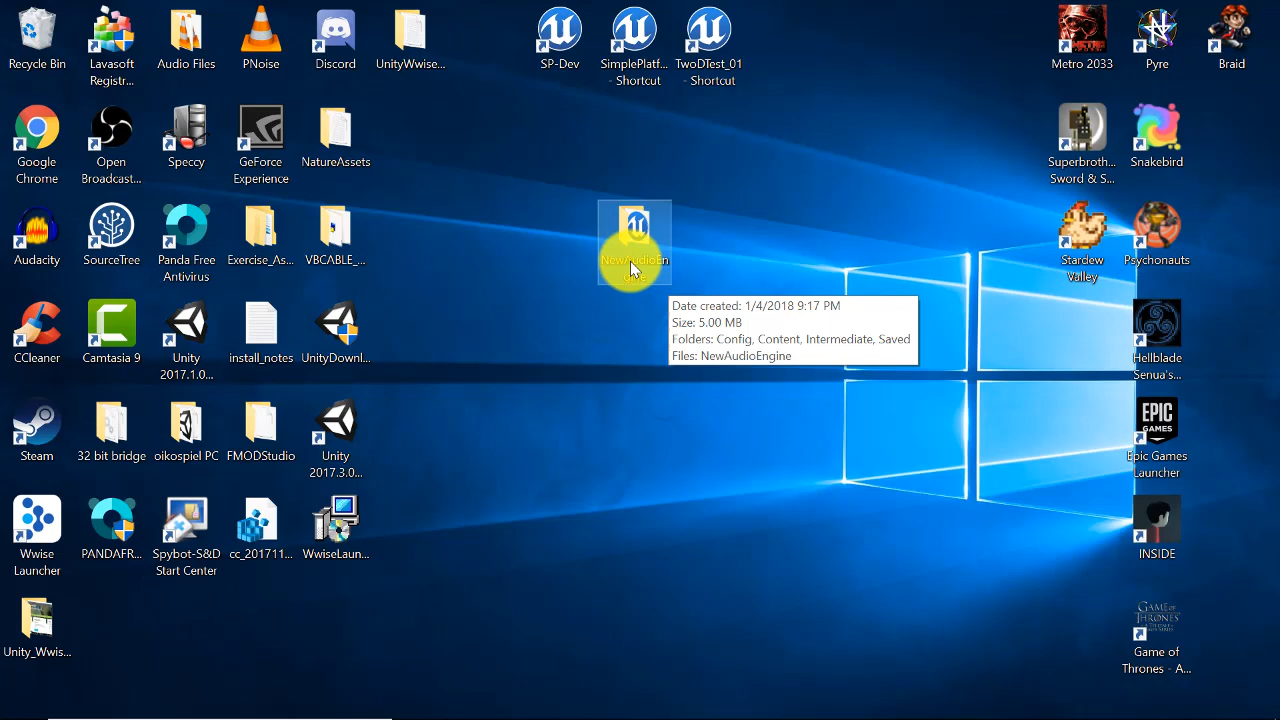 Recycle Bin
Lavasoft
Registr...
Audio Files
PNoise
Discord
UnityWwise...
SP-Dev
SimplePlatf...
- Shortcut
TwoDTest_01
- Shortcut
Metro 2033
Pyre
Braid
Google
Chrome
Open
Broadcast...
Speccy
GeForce
Experience
NatureAssets
Superbroth...
Sword & S...
Snakebird
Audacity
SourceTree
Panda Free
Antivirus
Exercise_As...
VBCABLE_...
NewAudioEn
gine
Stardew
Valley
Psychonauts
Date created: 1/4/2018 9:17 PM
Size: 5.00 MB
Folders: Config, Content, Intermediate, Saved
Files: NewAudioEngine
CCleaner
Camtasia 9
Unity
2017.1.0...
install_notes
UnityDownl...
Hellblade
Senua's...
Steam
32 bit bridge
oikospiel PC
FMODStudio
Unity
2017.3.0...
EPIC
GAMES
Epic Games
Launcher
Wwise
Launcher
PANDAFR...
Spybot-S&D
Start Center
cc_201711...
WwiseLaun...
INSIDE
Unity_Wwis...
GAME OF
THRONES
Game of
Thrones - A...